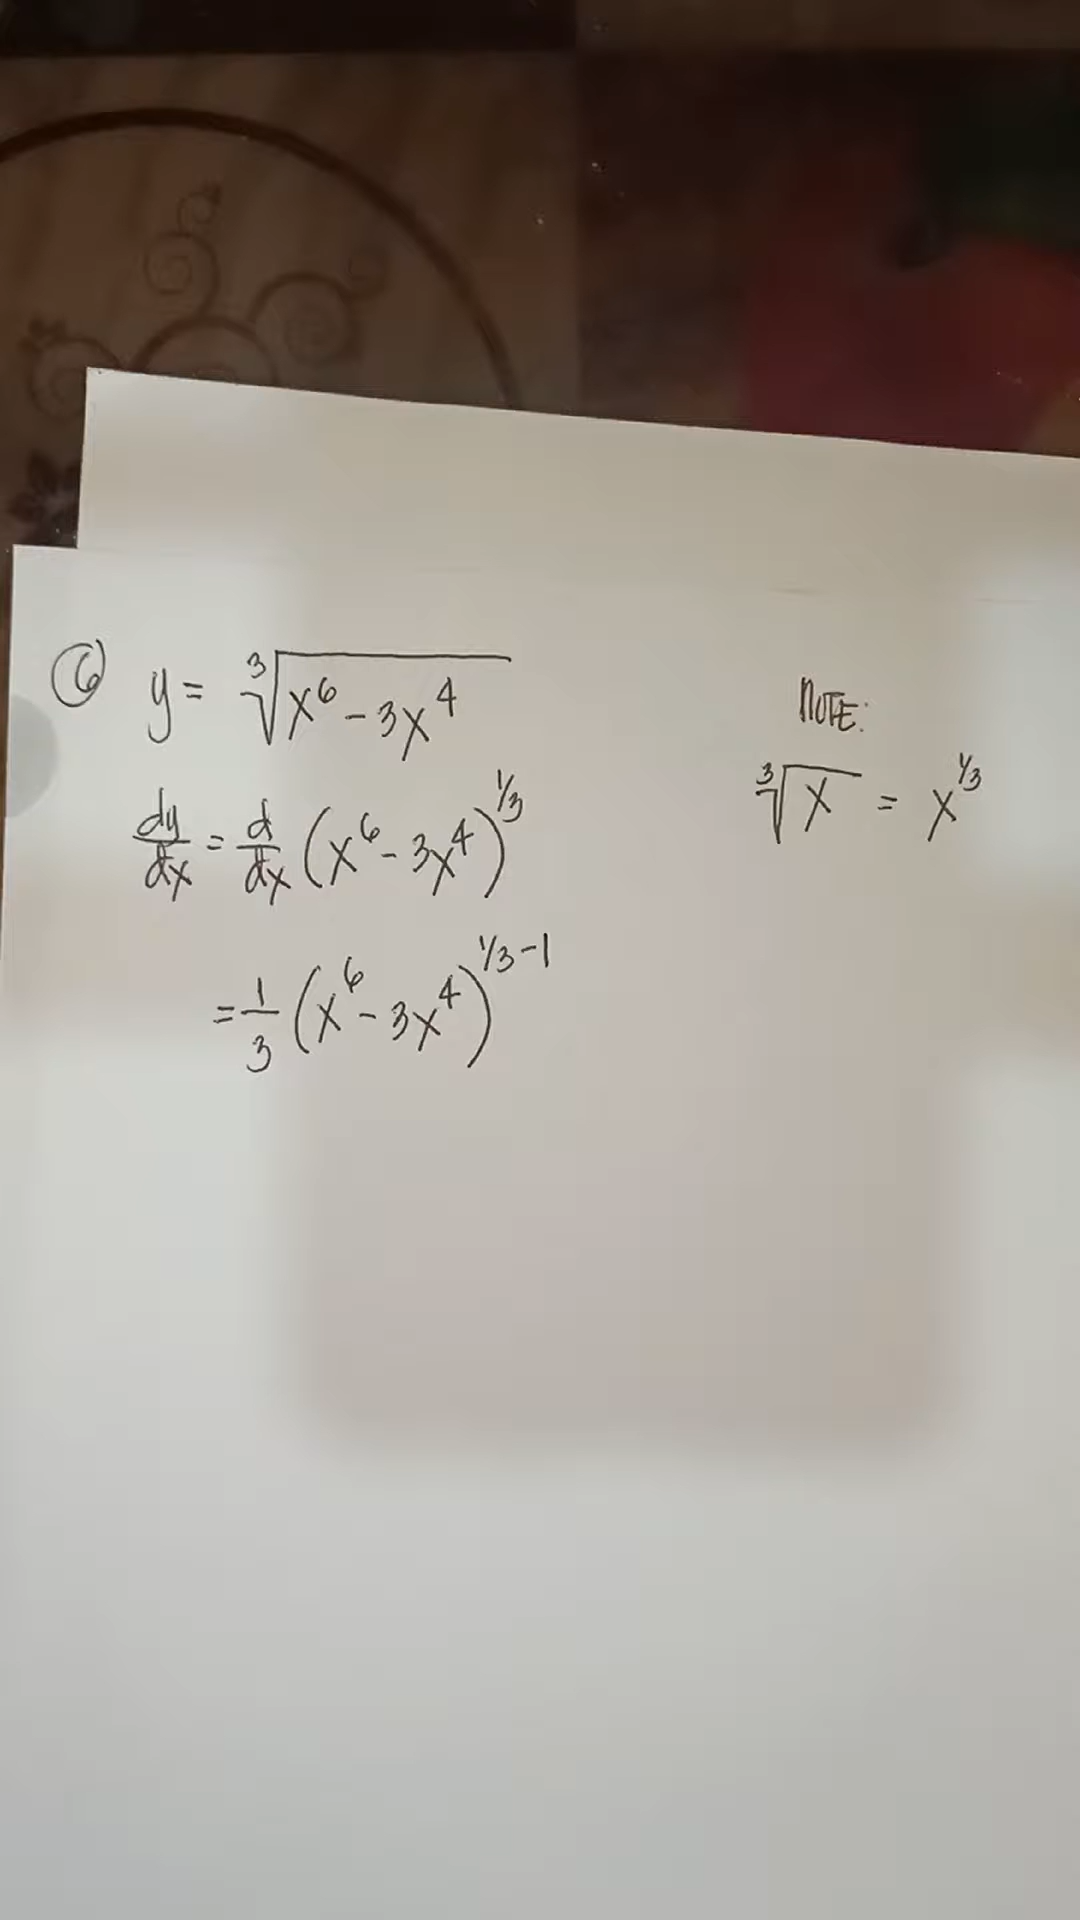 6 y = ∛(x⁶ - 3x⁴)
dy/dx = d/dx (x⁶ - 3x⁴)^(1/3)
= 1/3 (x⁶ - 3x⁴)^(1/3 - 1)
NOTE:
∛x = x^(1/3)